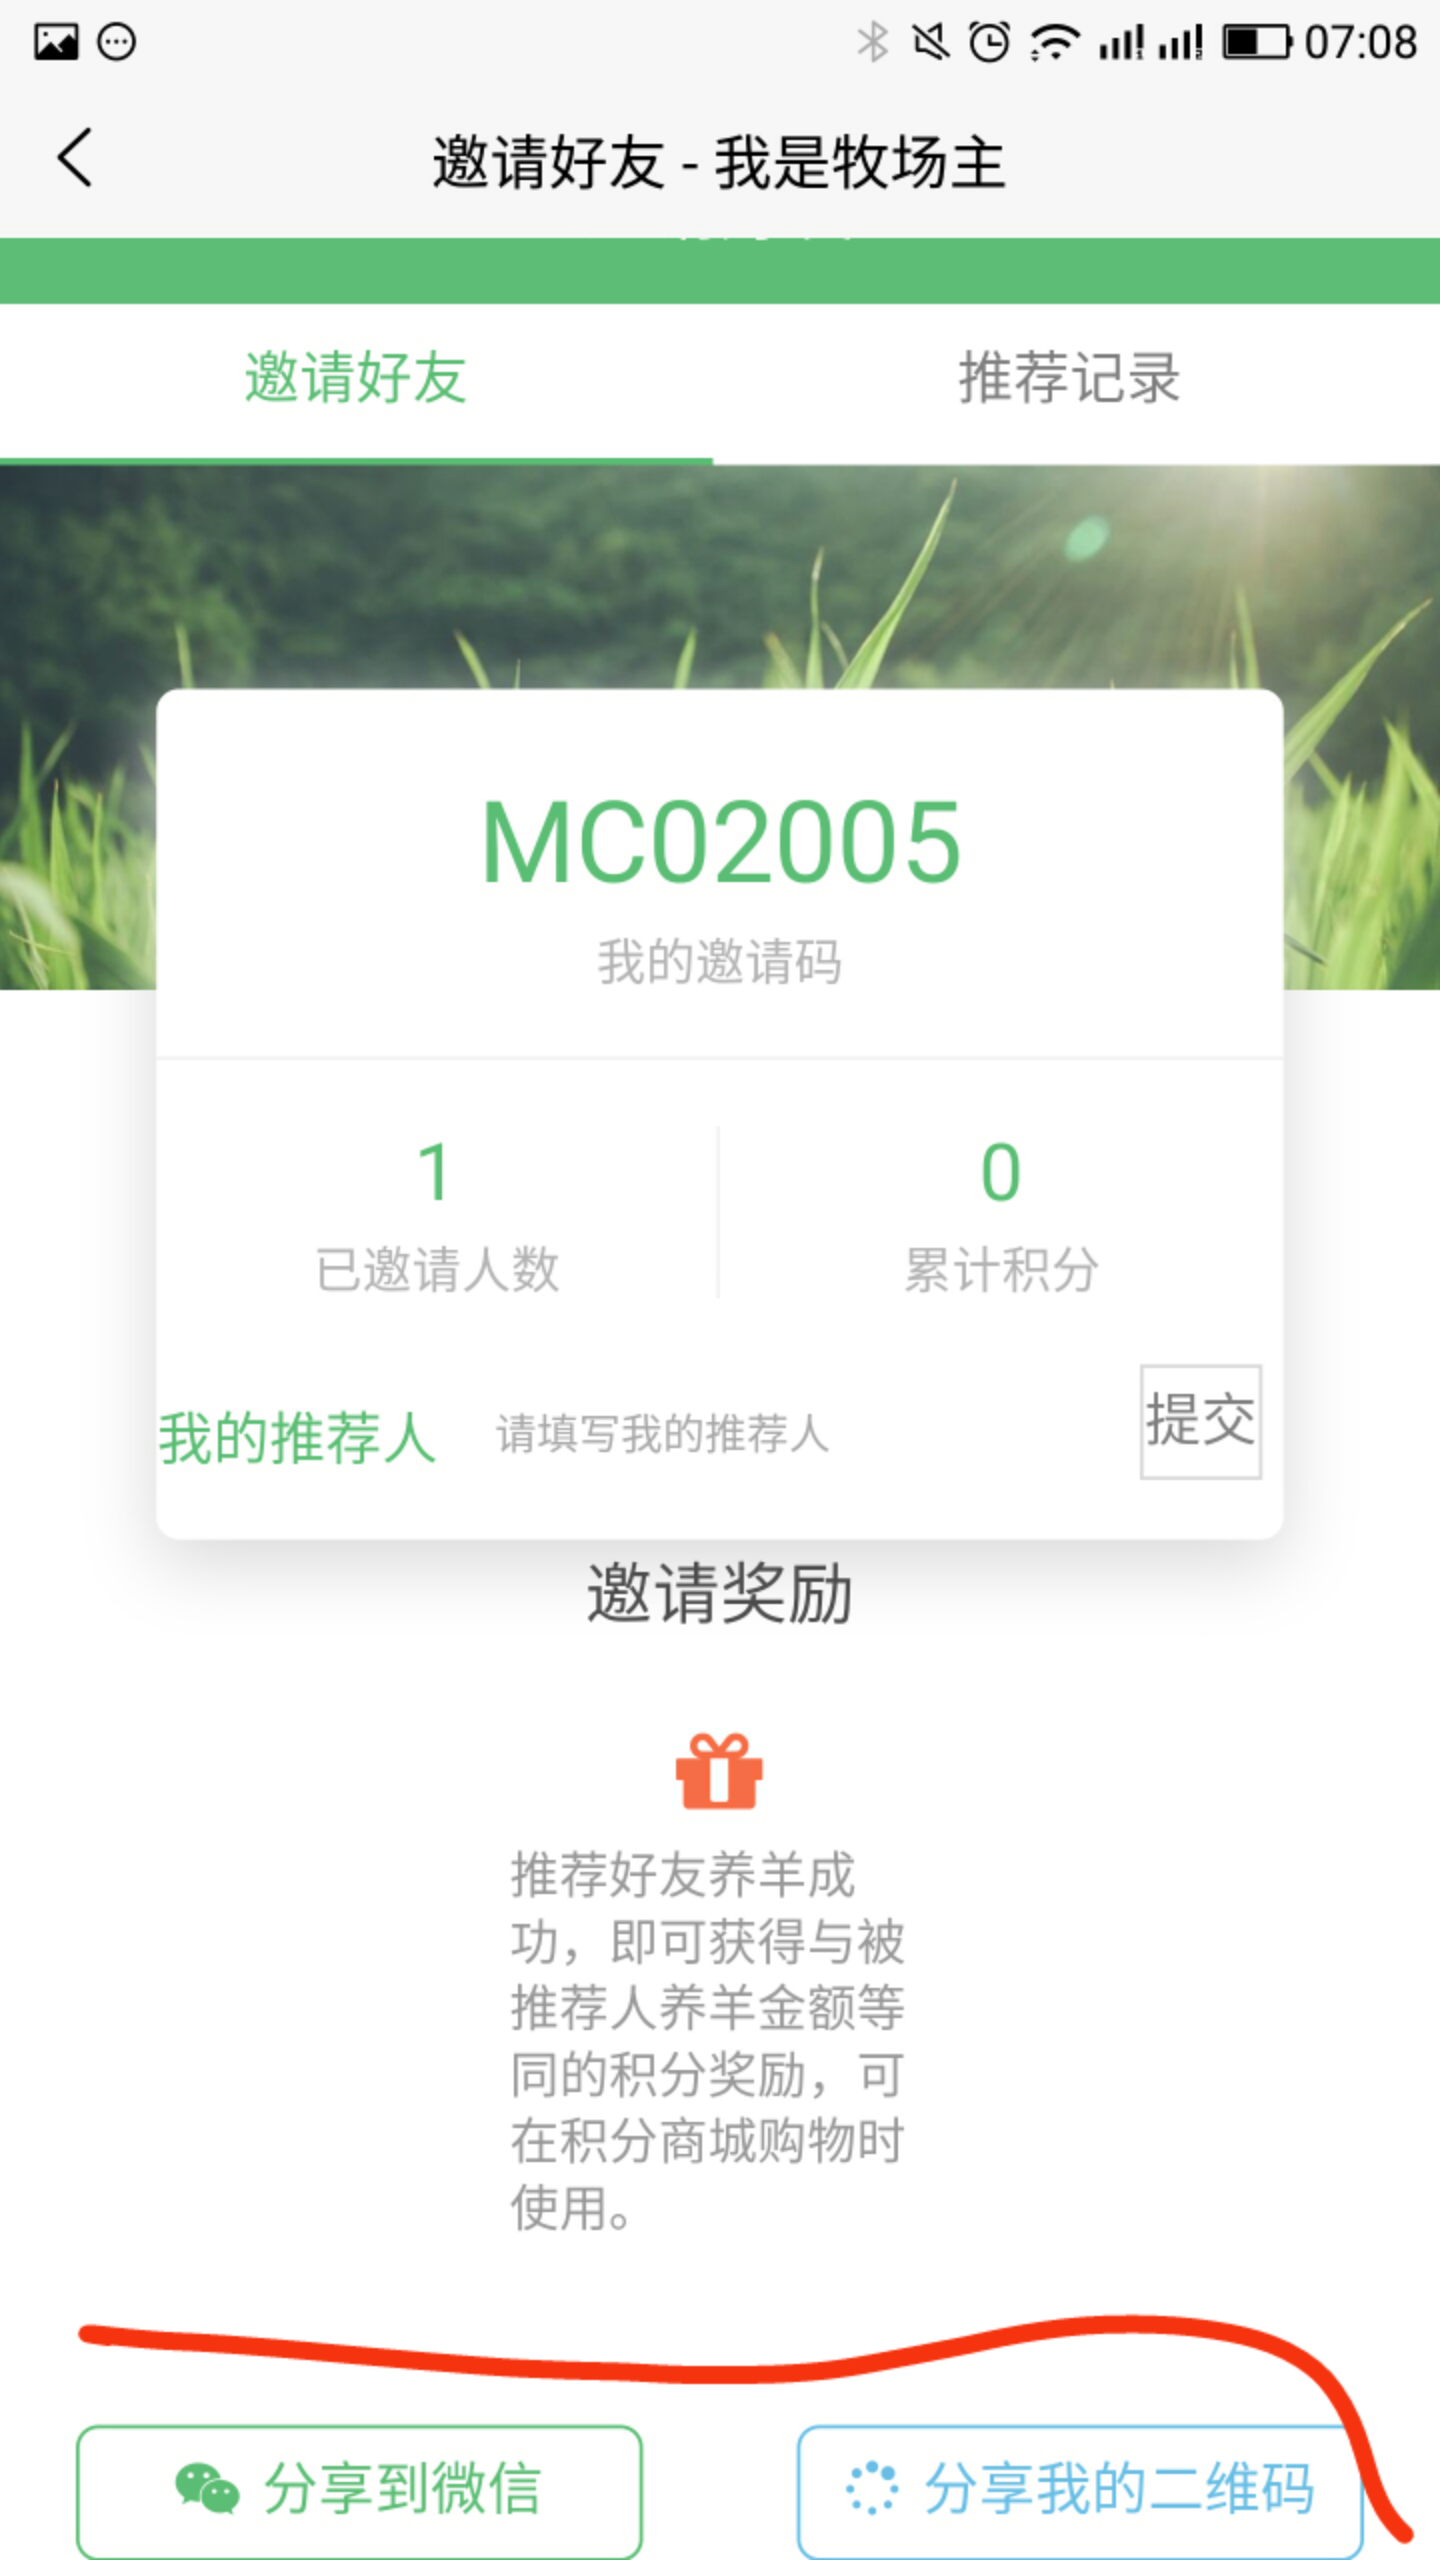 07:08
邀请好友 - 我是牧场主
邀请好友
推荐记录
MC02005
我的邀请码
1
0
已邀请人数
累计积分
我的推荐人
请填写我的推荐人
提交
邀请奖励
推荐好友养羊成
功，即可获得与被
推荐人养羊金额等
同的积分奖励，可
在积分商城购物时
使用。
分享到微信
分享我的二维码